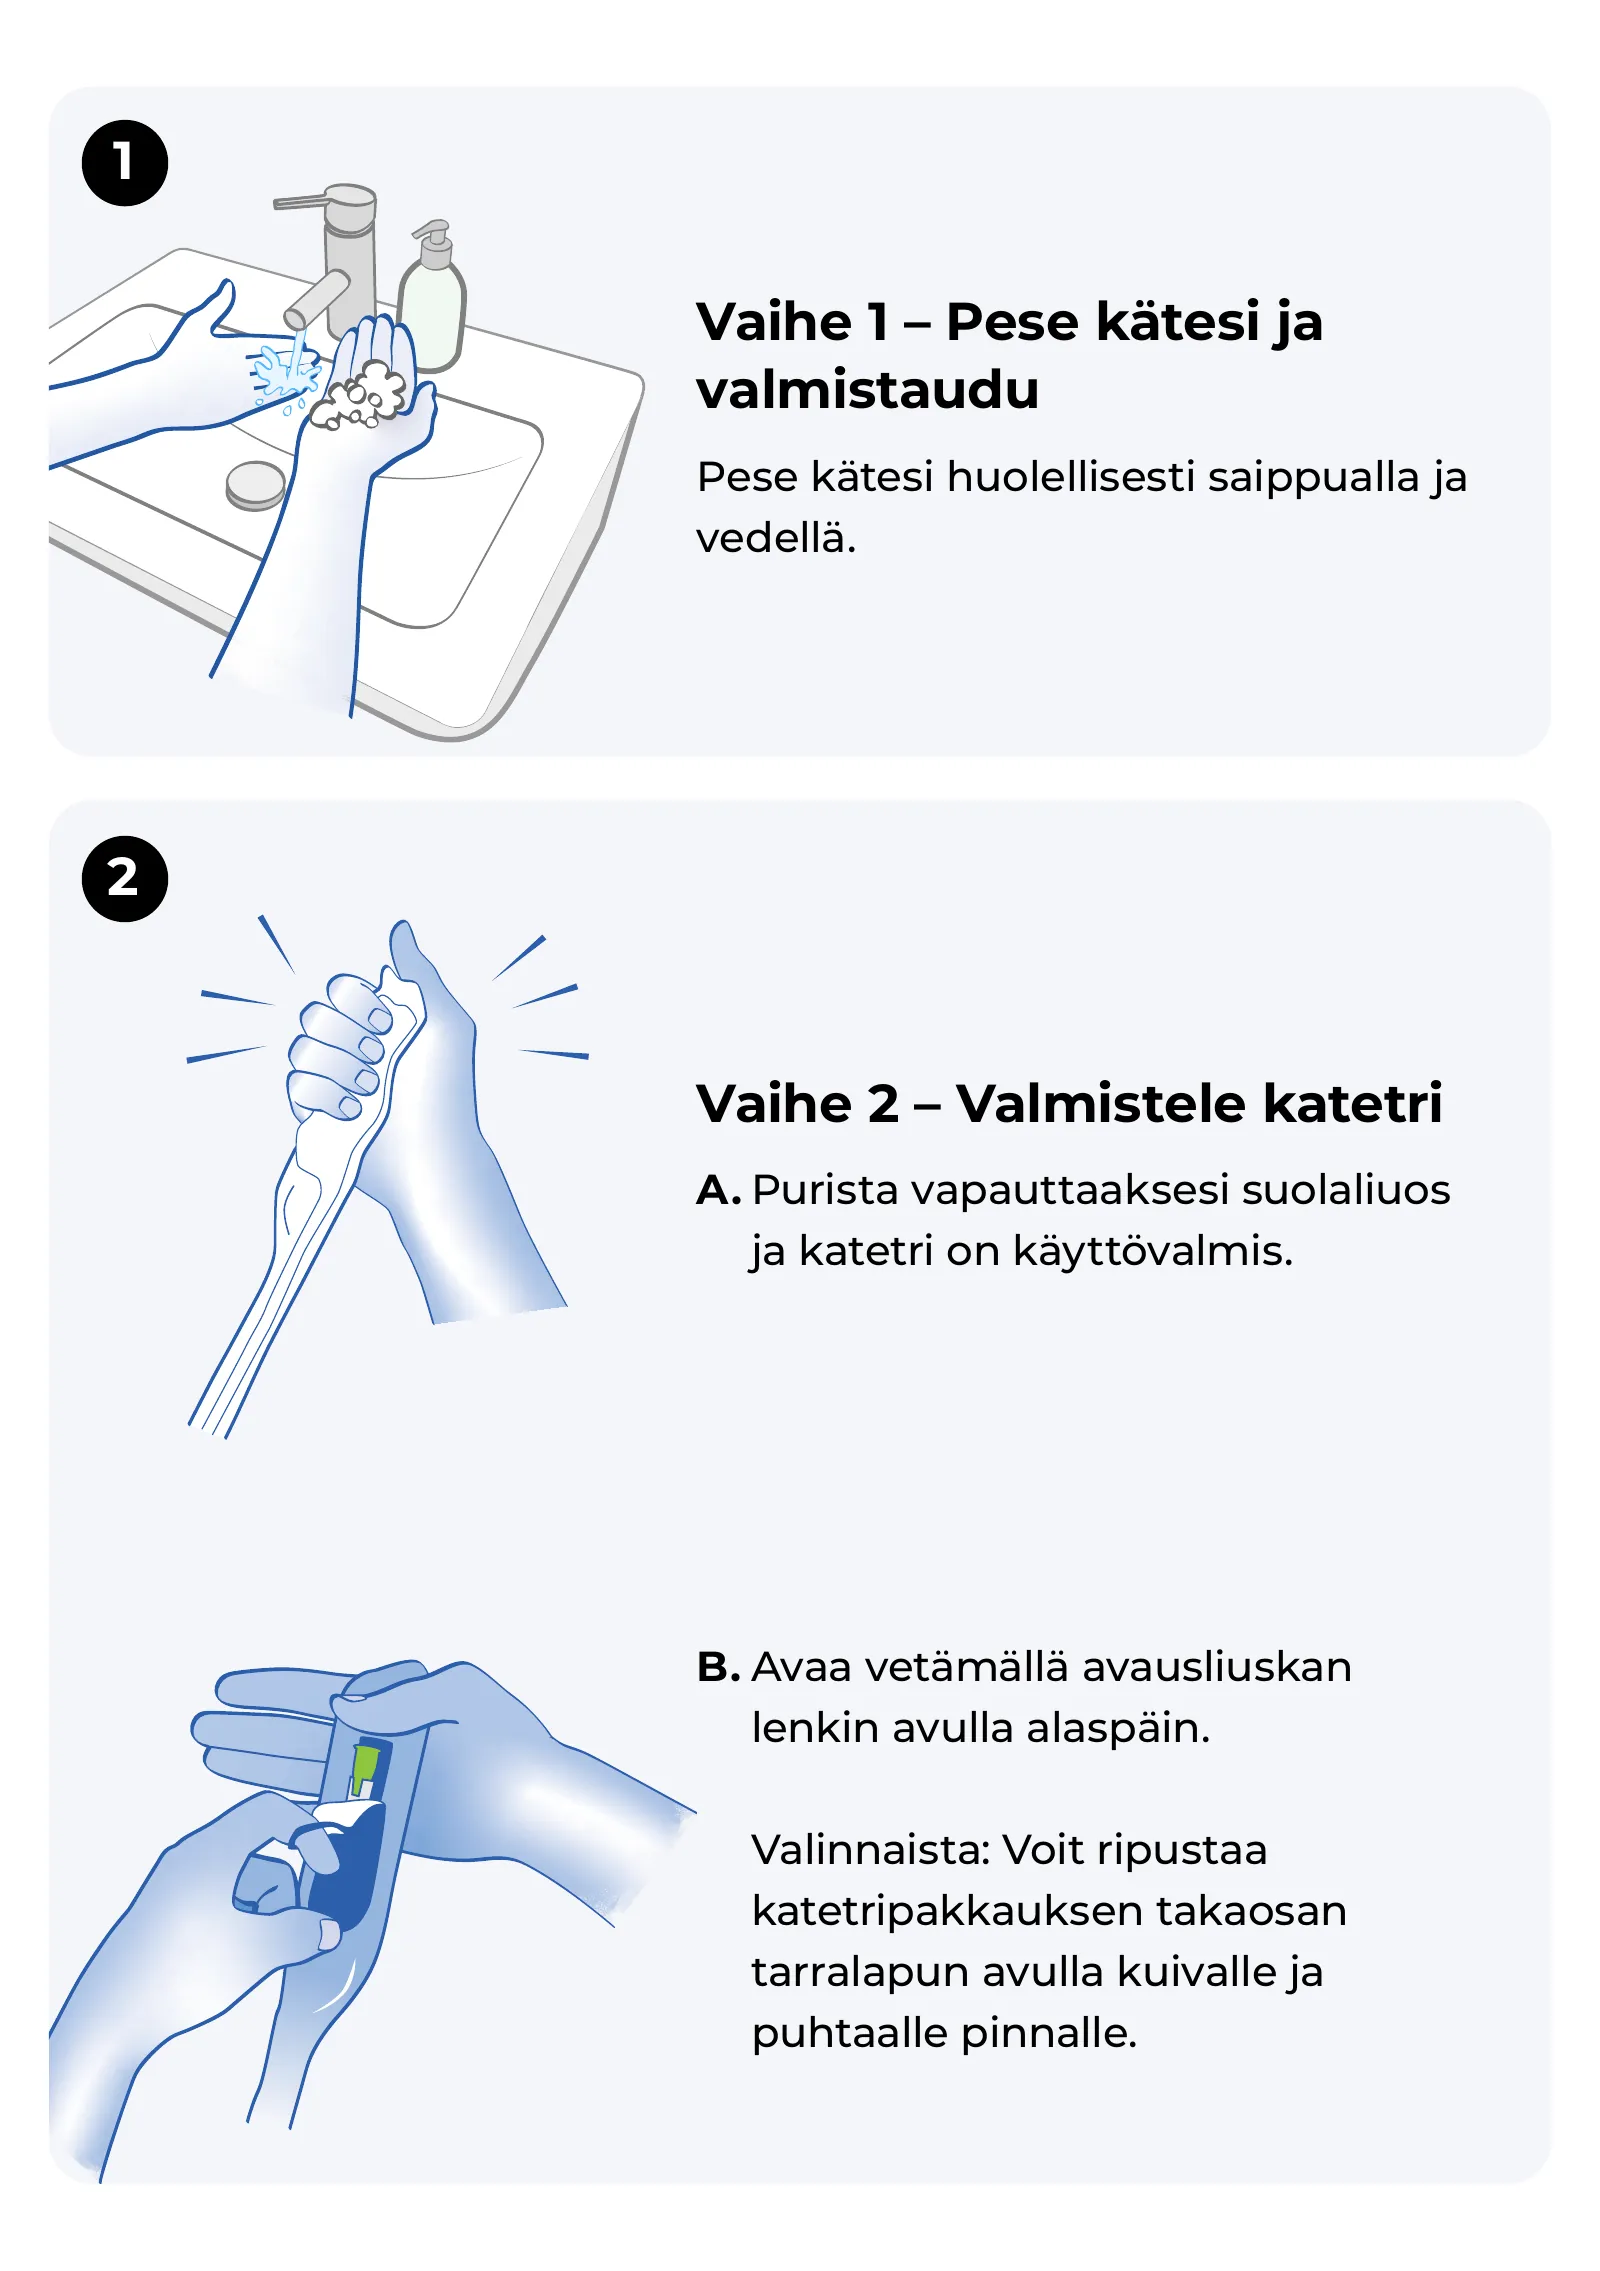 1
Vaihe 1 – Pese kätesi ja
valmistaudu
Pese kätesi huolellisesti saippualla ja
vedellä.
2
Vaihe 2 – Valmistele katetri
A. Purista vapauttaaksesi suolaliuos
ja katetri on käyttövalmis.
B. Avaa vetämällä avausliuskan
lenkin avulla alaspäin.
Valinnaista: Voit ripustaa
katetripakkauksen takaosan
tarralapun avulla kuivalle ja
puhtaalle pinnalle.